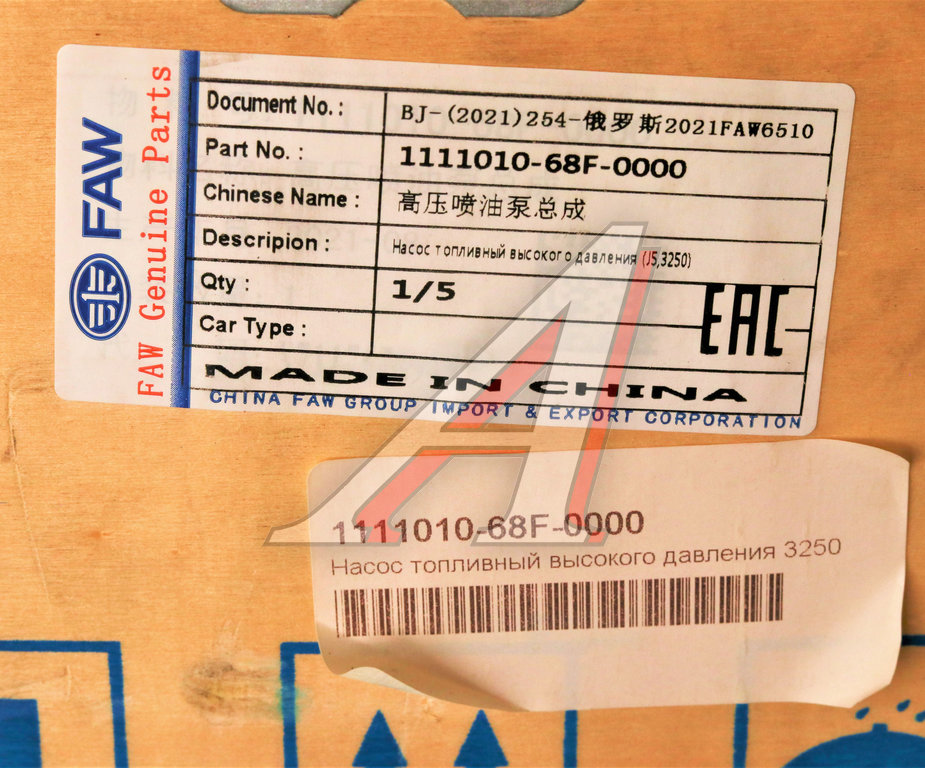 FAW
FAW Genuine Parts
Document No. : BJ-(2021)254-俄罗斯2021FAW6510
Part No. : 1111010-68F-0000
Chinese Name : 高压喷油泵总成
Descripion : Насос топливный высокого давления (J5,3250)
Qty : 1/5
Car Type :
EAC
MADE IN CHINA
CHINA FAW GROUP IMPORT & EXPORT CORPORATION
1111010-68F-0000
Насос топливный высокого давления 3250